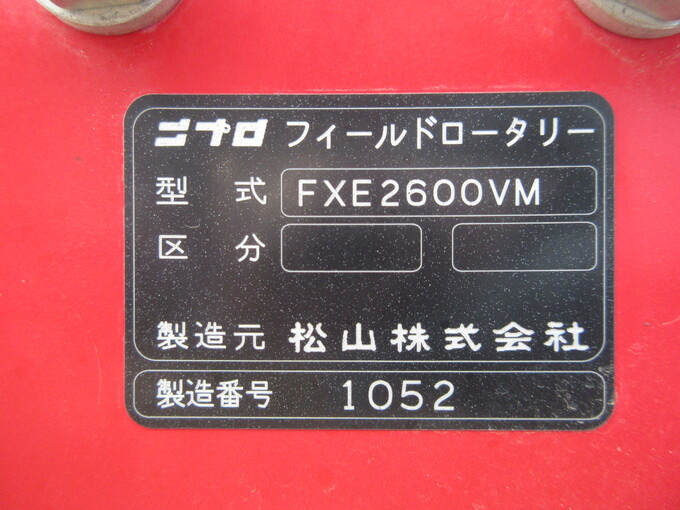 ニプロ フィールドロータリー
型式 FXE2600VM
区分
製造元 松山株式会社
製造番号 1052